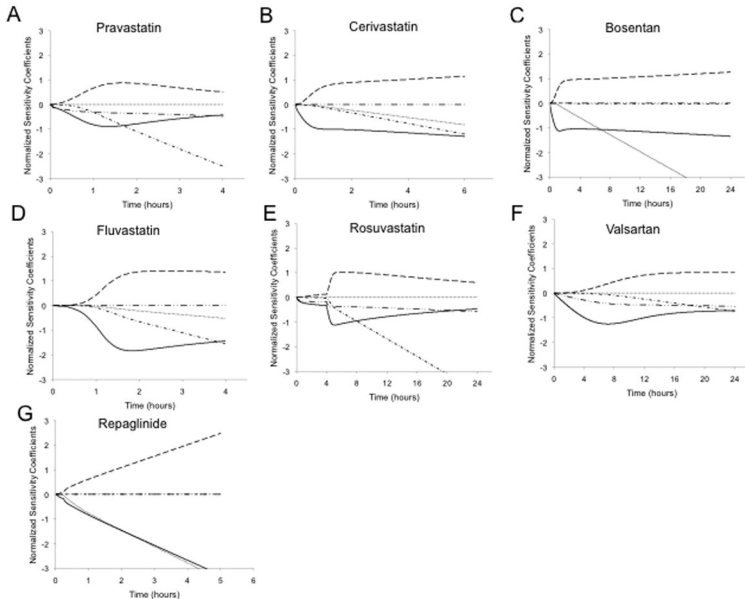 A
Pravastatin
Normalized Sensitivity Coefficients
3
2
1
0
-1
-2
-3
0 1 2 3 4
Time (hours)
B
Cerivastatin
Normalized Sensitivity Coefficients
3
2
1
0
-1
-2
-3
0 2 4 6
Time (hours)
C
Bosentan
Normalized Sensitivity Coefficients
3
2
1
0
-1
-2
-3
0 4 8 12 16 20 24
Time (hours)
D
Fluvastatin
Normalized Sensitivity Coefficients
3
2
1
0
-1
-2
-3
0 1 2 3 4
Time (hours)
E
Rosuvastatin
Normalized Sensitivity Coefficients
3
2
1
0
-1
-2
-3
0 4 8 12 16 20 24
Time (hours)
F
Valsartan
Normalized Sensitivity Coefficients
3
2
1
0
-1
-2
-3
0 4 8 12 16 20 24
Time (hours)
G
Repaglinide
Normalized Sensitivity Coefficients
3
2
1
0
-1
-2
-3
0 1 2 3 4 5 6
Time (hours)